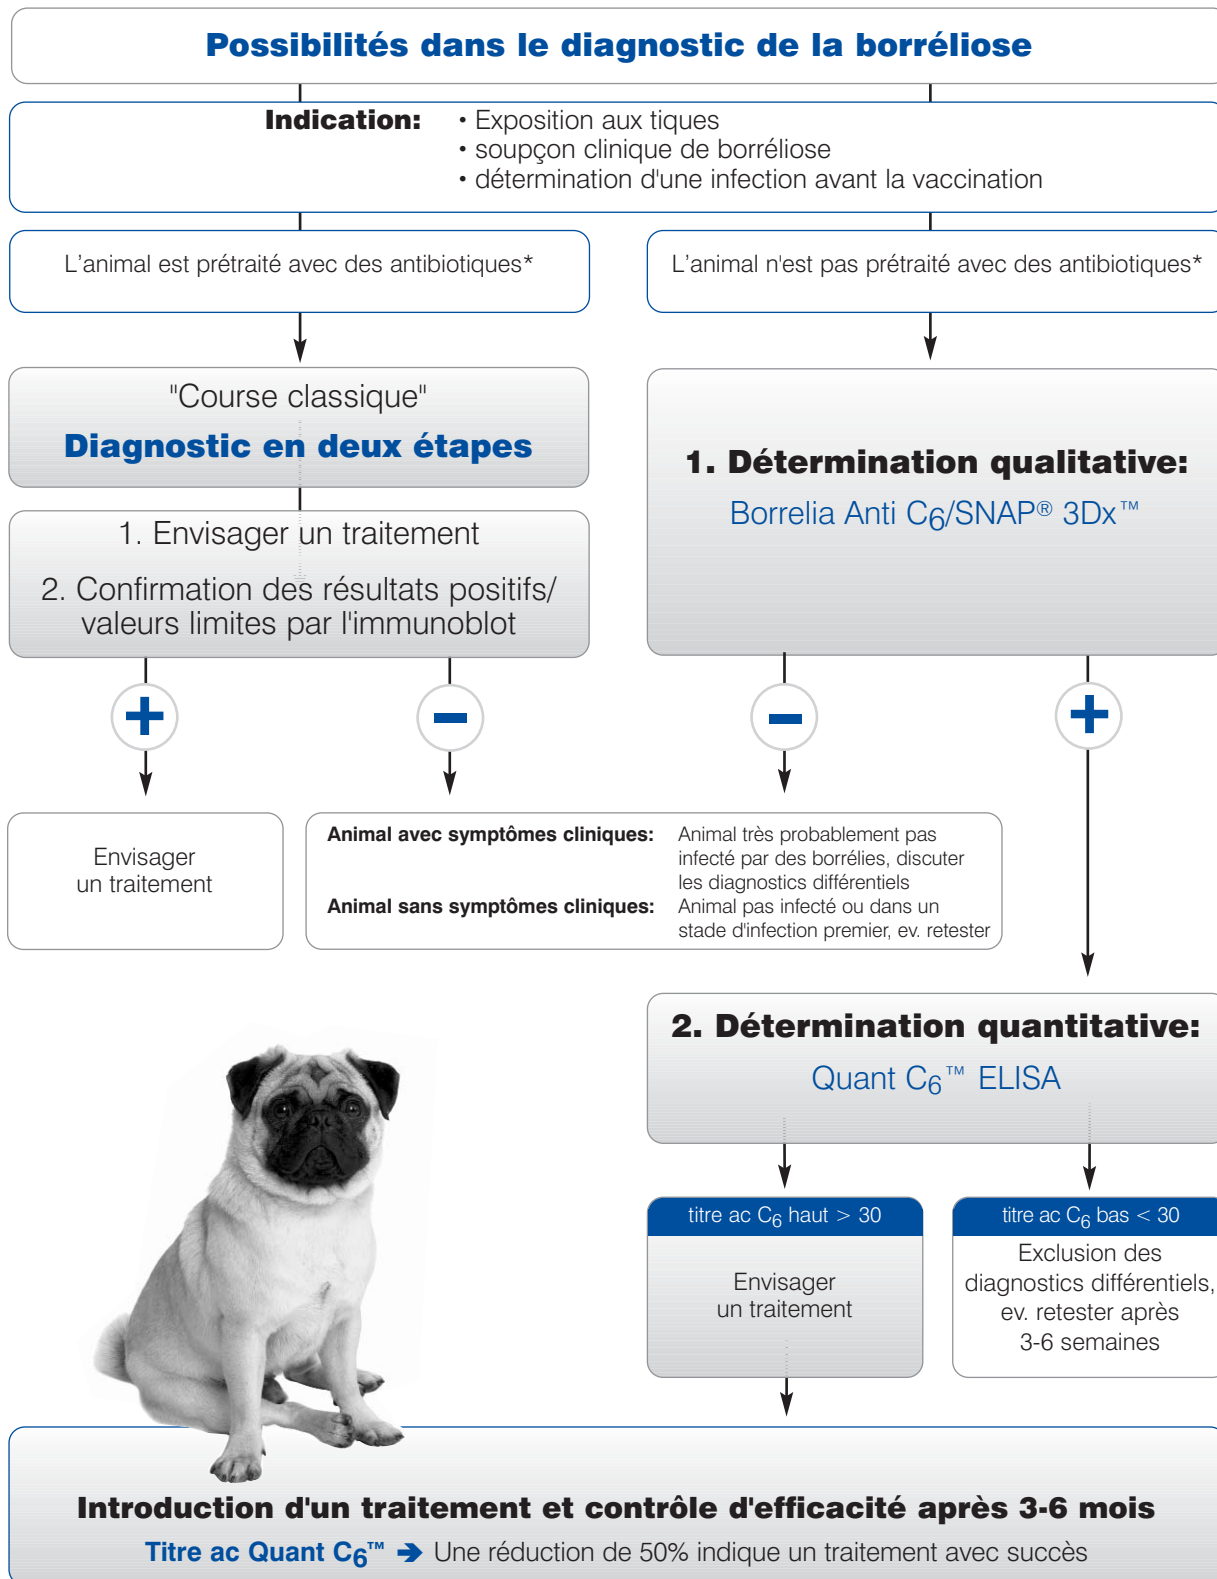 Possibilités dans le diagnostic de la borréliose
Indication:
• Exposition aux tiques
• soupçon clinique de borréliose
• détermination d'une infection avant la vaccination
L'animal est prétraité avec des antibiotiques*
L'animal n'est pas prétraité avec des antibiotiques*
"Course classique"
Diagnostic en deux étapes
1. Envisager un traitement
2. Confirmation des résultats positifs/
valeurs limites par l'immunoblot
1. Détermination qualitative:
Borrelia Anti C6/SNAP® 3Dx™
+
−
−
+
Envisager
un traitement
Animal avec symptômes cliniques: Animal très probablement pas
infecté par des borrélies, discuter
les diagnostics différentiels
Animal sans symptômes cliniques: Animal pas infecté ou dans un
stade d'infection premier, ev. retester
2. Détermination quantitative:
Quant C6™ ELISA
titre ac C6 haut > 30
Envisager
un traitement
titre ac C6 bas < 30
Exclusion des
diagnostics différentiels,
ev. retester après
3-6 semaines
Introduction d'un traitement et contrôle d'efficacité après 3-6 mois
Titre ac Quant C6™ ➔ Une réduction de 50% indique un traitement avec succès